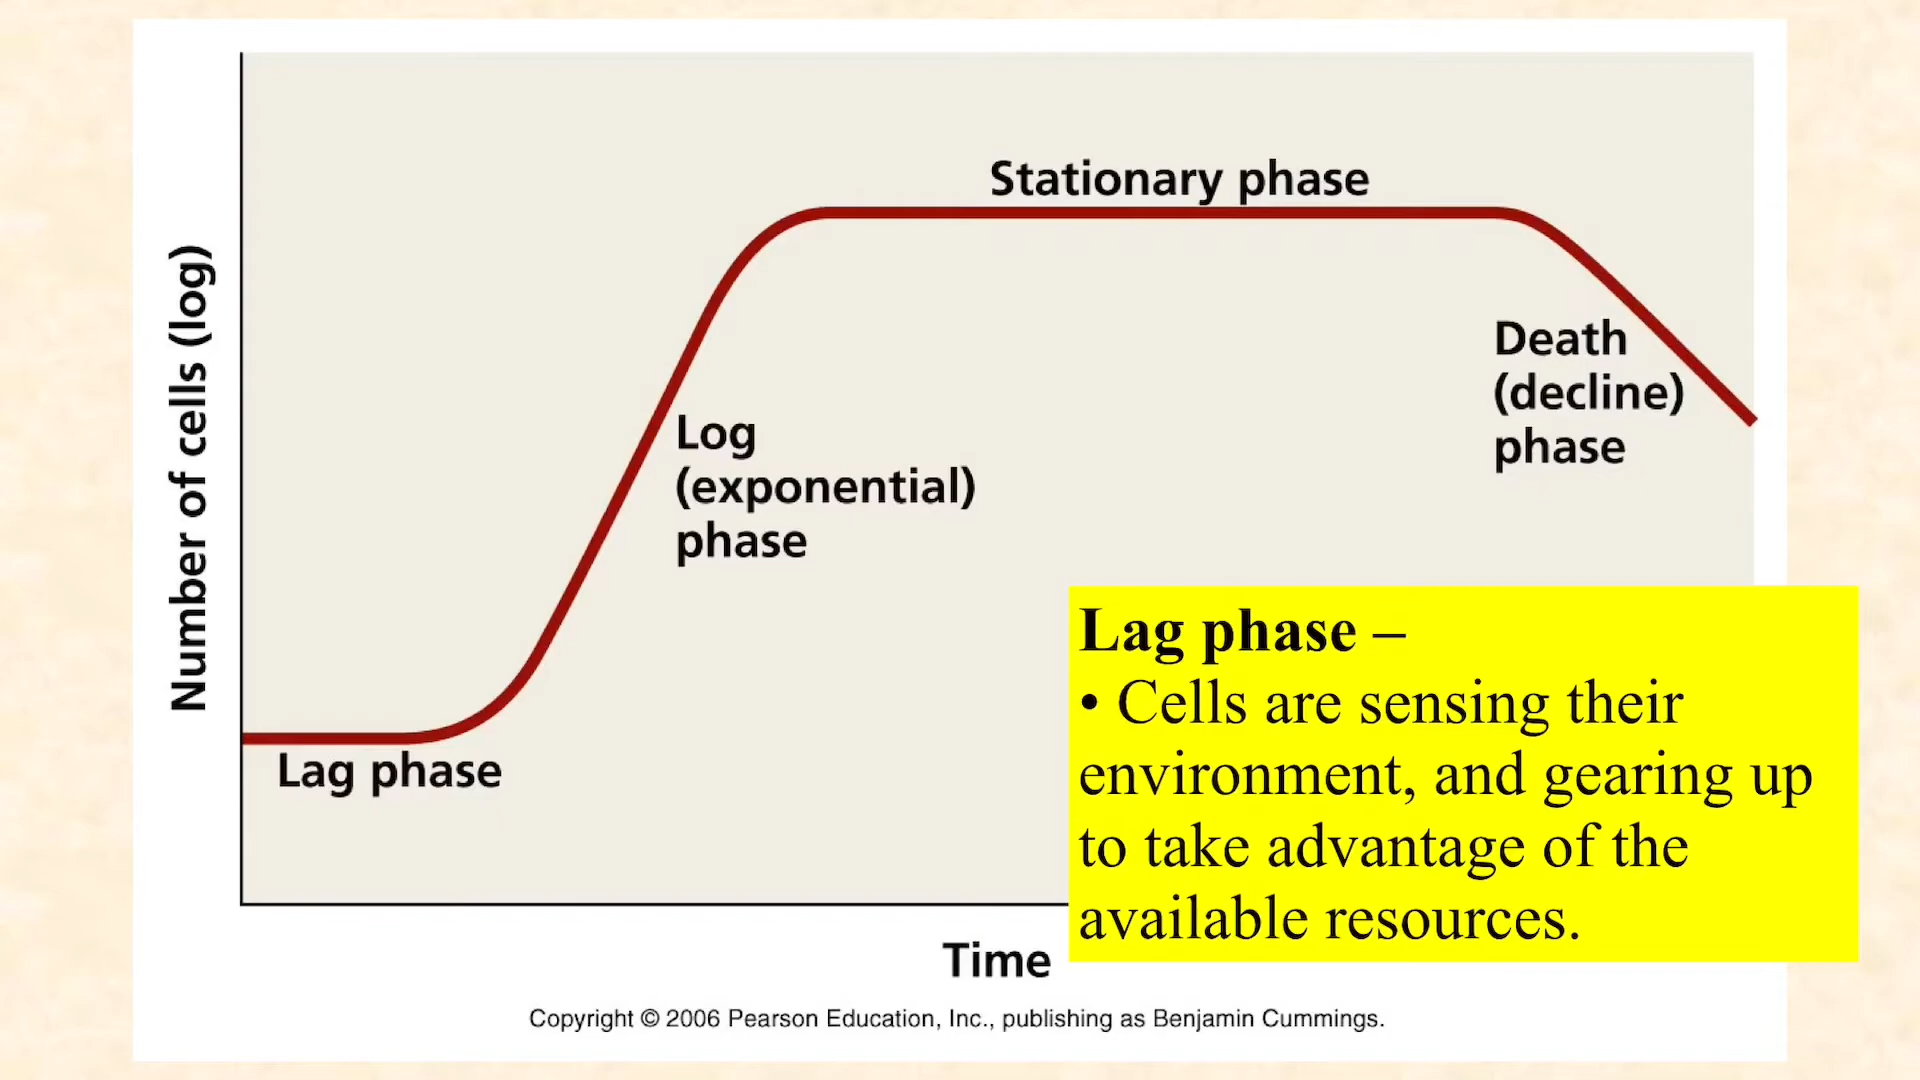 Number of cells (log)
Stationary phase
Log
(exponential)
phase
Death
(decline)
phase
Lag phase
Lag phase –
• Cells are sensing their
environment, and gearing up
to take advantage of the
available resources.
Time
Copyright © 2006 Pearson Education, Inc., publishing as Benjamin Cummings.